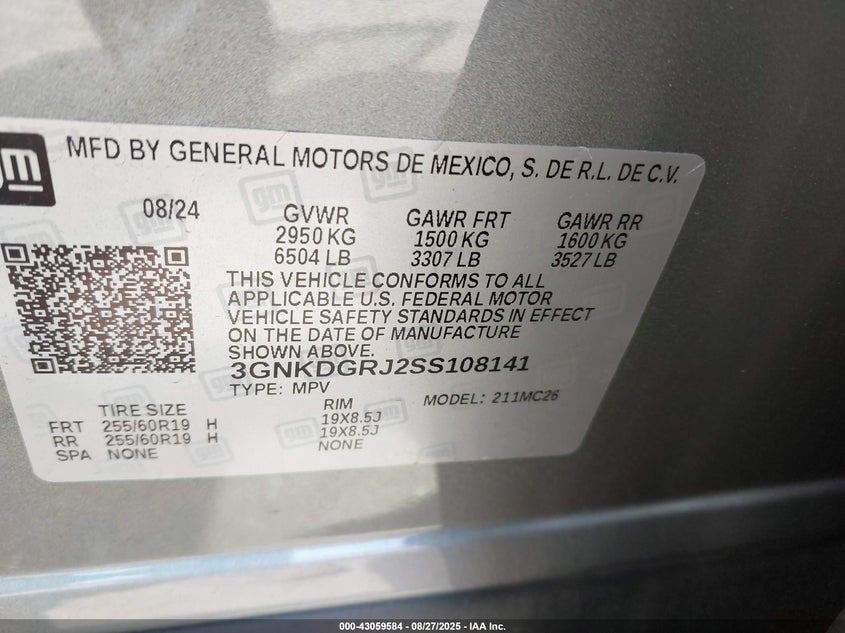 gm
MFD BY GENERAL MOTORS DE MEXICO, S. DE R.L. DE C.V.
08/24 GVWR GAWR FRT GAWR RR
2950 KG 1500 KG 1600 KG
6504 LB 3307 LB 3527 LB
THIS VEHICLE CONFORMS TO ALL
APPLICABLE U.S. FEDERAL MOTOR
VEHICLE SAFETY STANDARDS IN EFFECT
ON THE DATE OF MANUFACTURE
SHOWN ABOVE.
3GNKDGRJ2SS108141
TYPE: MPV MODEL: 211MC26
TIRE SIZE RIM
FRT 255/60R19 H 19X8.5J
RR 255/60R19 H 19X8.5J
SPA NONE NONE
000-43059584 - 08/27/2025 - IAA Inc.